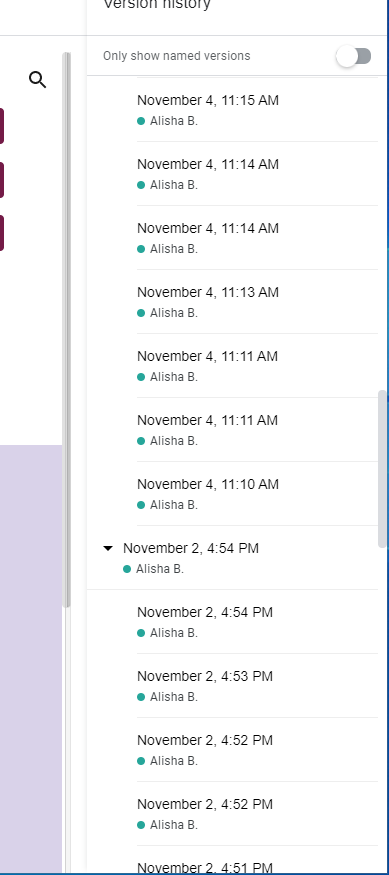 Version history
Only show named versions
November 4, 11:15 AM
Alisha B.
November 4, 11:14 AM
Alisha B.
November 4, 11:14 AM
Alisha B.
November 4, 11:13 AM
Alisha B.
November 4, 11:11 AM
Alisha B.
November 4, 11:11 AM
Alisha B.
November 4, 11:10 AM
Alisha B.
November 2, 4:54 PM
Alisha B.
November 2, 4:54 PM
Alisha B.
November 2, 4:53 PM
Alisha B.
November 2, 4:52 PM
Alisha B.
November 2, 4:52 PM
Alisha B.
November 2, 4:51 PM